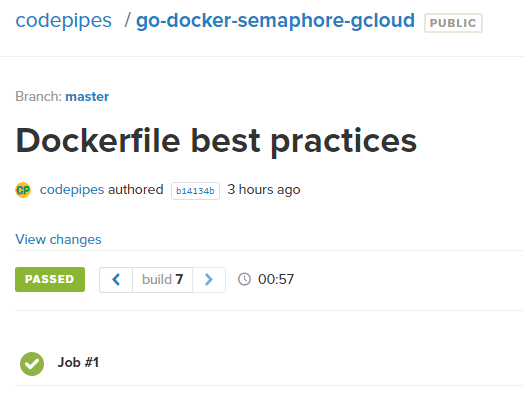 codepipes / go-docker-semaphore-gcloud PUBLIC
Branch: master
Dockerfile best practices
CP codepipes authored b14134b 3 hours ago
View changes
PASSED build 7 00:57
Job #1